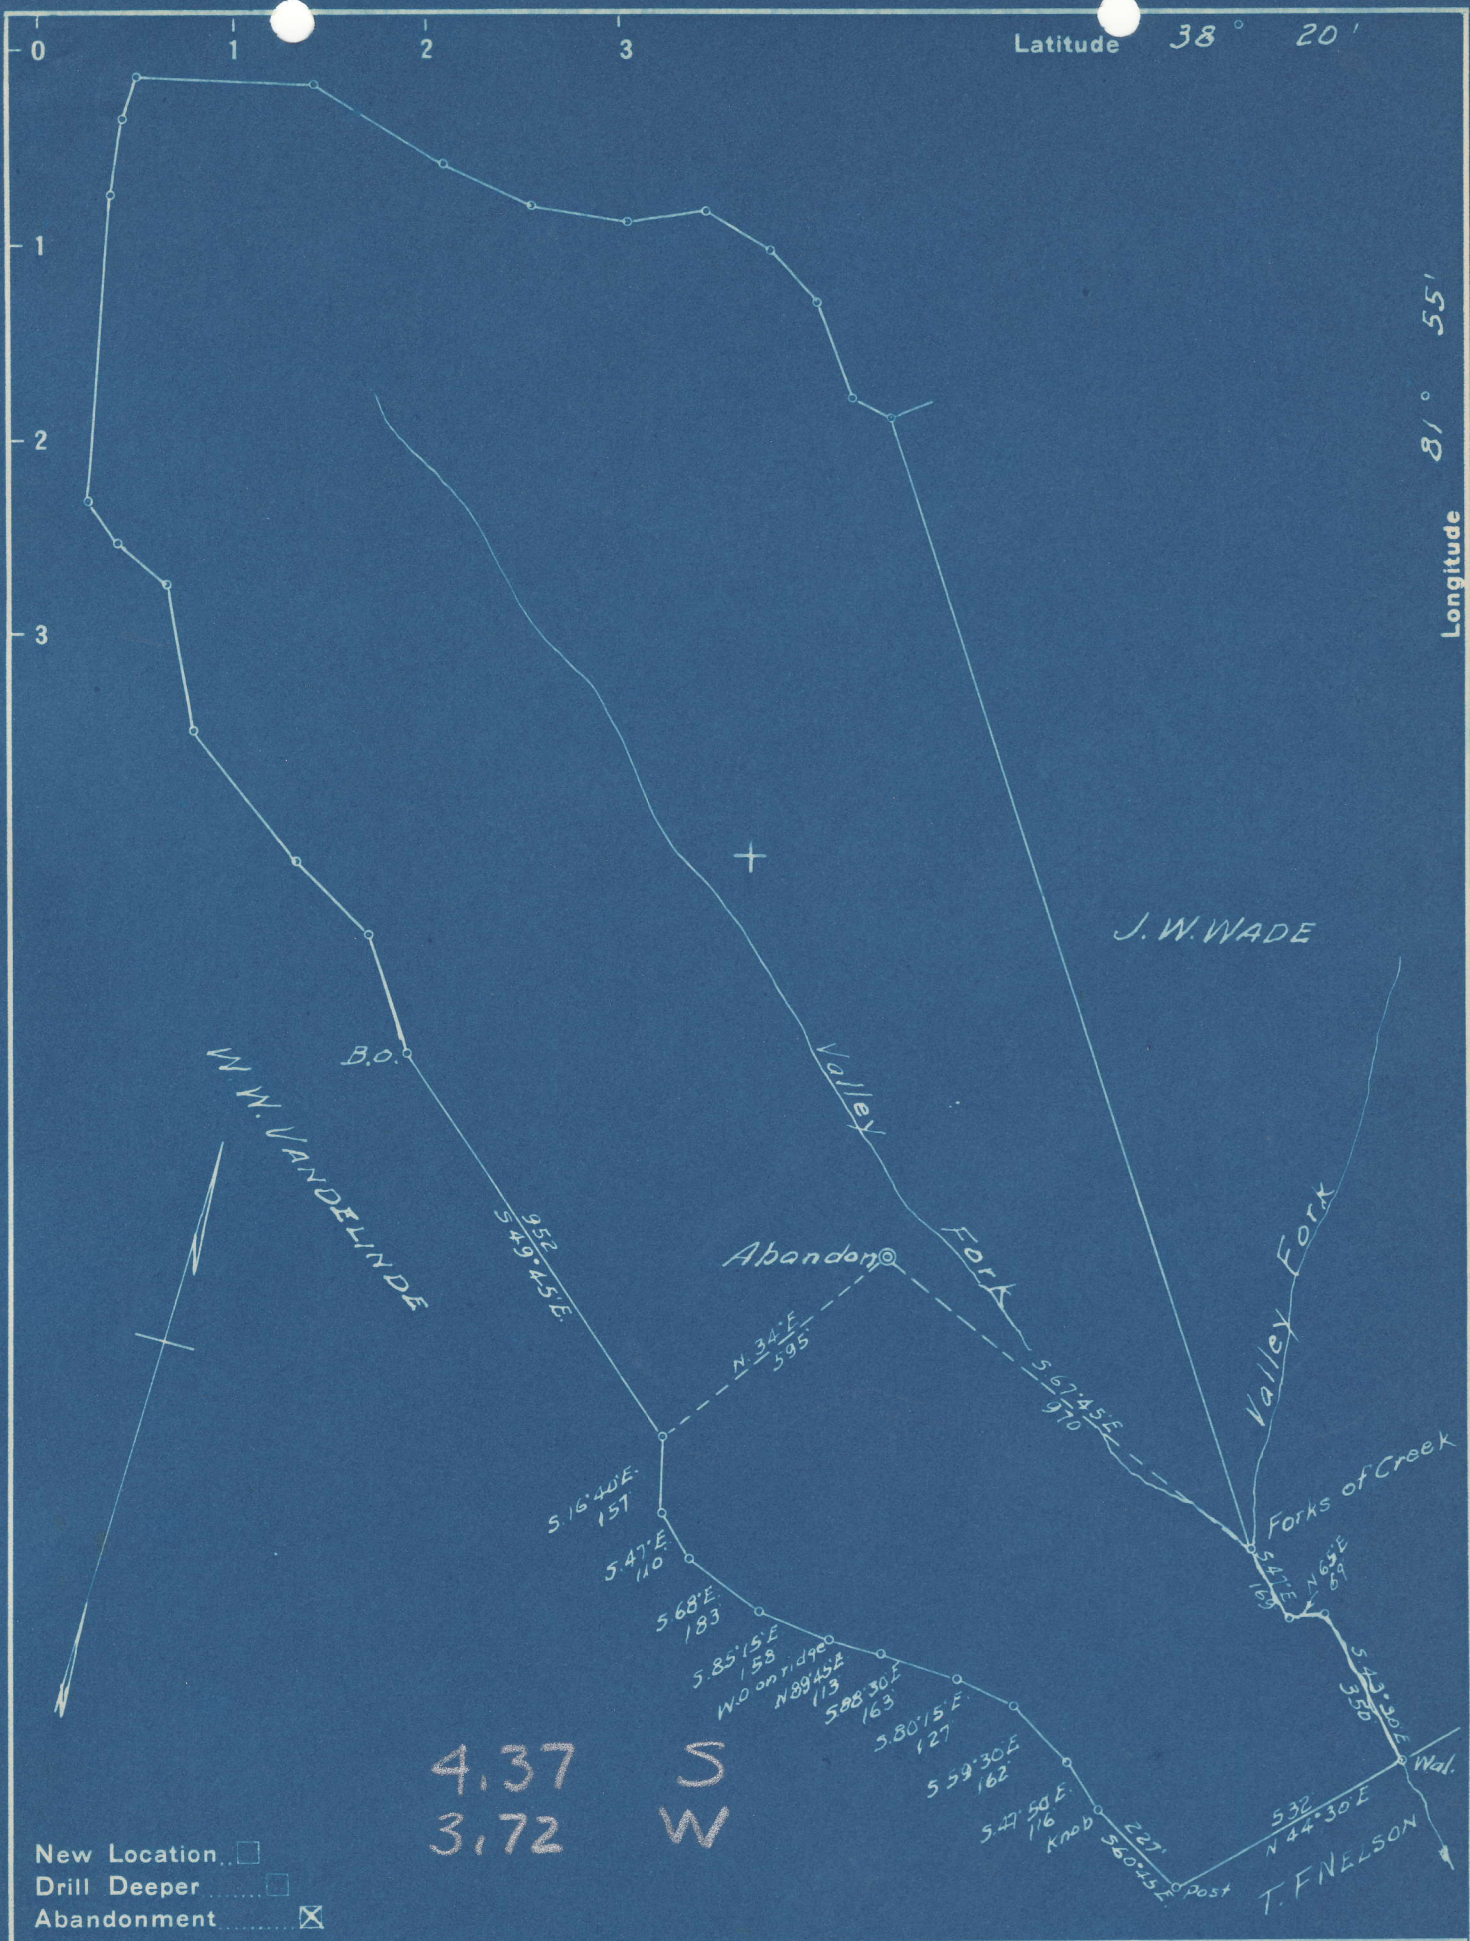 0 1 2 3
Latitude 38° 20'
1
2
3
Longitude 81° 55'
J.W. WADE
B.O.
W.W. VANDELINDE
Valley Fork
Valley Fork
952
S 49°45'E.
Abandon
N. 34°E
595'
S 67°45'E
970
Forks of Creek
S.16°40'E.
157
S.47°E.
110
S.68°E.
183
S.85°15'E
158
W.O on ridge
N 89°45'E
113
S.88°30'E
163
S.80°15'E.
127
S 59°30'E
162
S.47°50'E.
116
Knob
227'
S60°45'E
Post
S 47°E
169
N 65°E
69
S 43°30'E
350
Wal.
532
N 44°30'E
T. F NELSON
4.37 S
3.72 W
New Location..
Drill Deeper ......
Abandonment ........ X